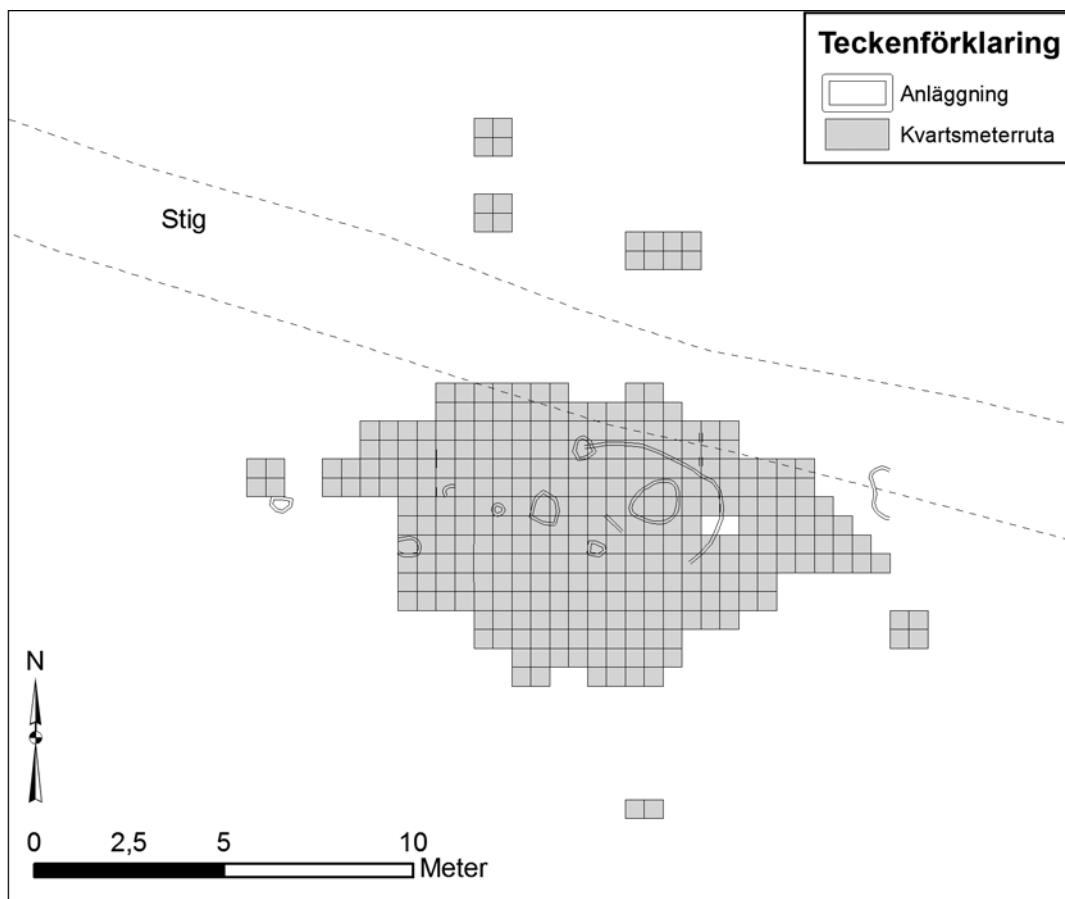 Teckenförklaring
Anläggning
Kvartsmeterruta
Stig
N
0 2,5 5 10
Meter